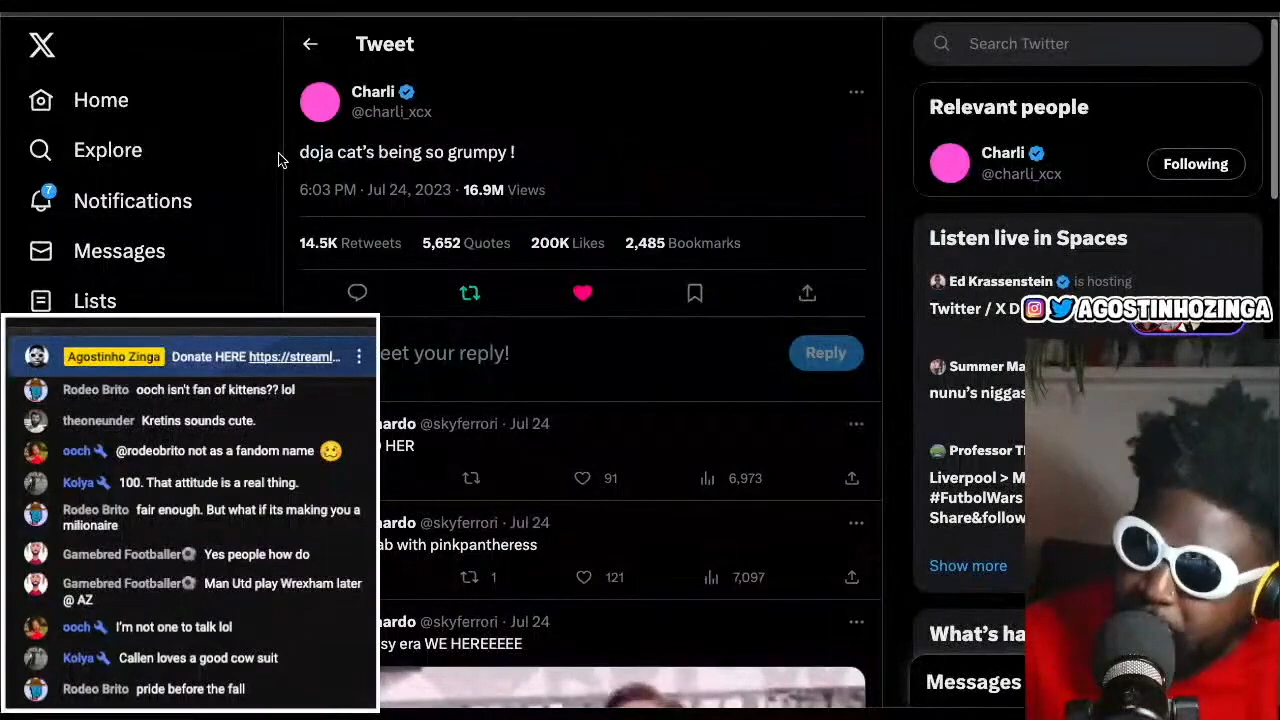 Home
Explore
Notifications
7
Messages
Lists
Tweet
Charli
@charli_xcx
doja cat's being so grumpy !
6:03 PM · Jul 24, 2023 · 16.9M Views
14.5K Retweets 5,652 Quotes 200K Likes 2,485 Bookmarks
eet your reply!
Reply
ardo @skyferrori · Jul 24
HER
91 6,973
ardo @skyferrori · Jul 24
ab with pinkpantheress
1 121 7,097
ardo @skyferrori · Jul 24
sy era WE HEREEEEE
Search Twitter
Relevant people
Charli
@charli_xcx
Following
Listen live in Spaces
Ed Krassenstein is hosting
Twitter / X D
AGOSTINHOZINGA
Summer Ma
nunu's niggas
Professor T
Liverpool > M
#FutbolWars
Share&follow
Show more
What's ha
Messages
Agostinho Zinga Donate HERE https://streaml...
Rodeo Brito ooch isn't fan of kittens?? lol
theoneunder Kretins sounds cute.
ooch @rodeobrito not as a fandom name 🥴
Kolya 100. That attitude is a real thing.
Rodeo Brito fair enough. But what if its making you a
milionaire
Gamebred Footballer Yes people how do
Gamebred Footballer Man Utd play Wrexham later
@ AZ
ooch I'm not one to talk lol
Kolya Callen loves a good cow suit
Rodeo Brito pride before the fall